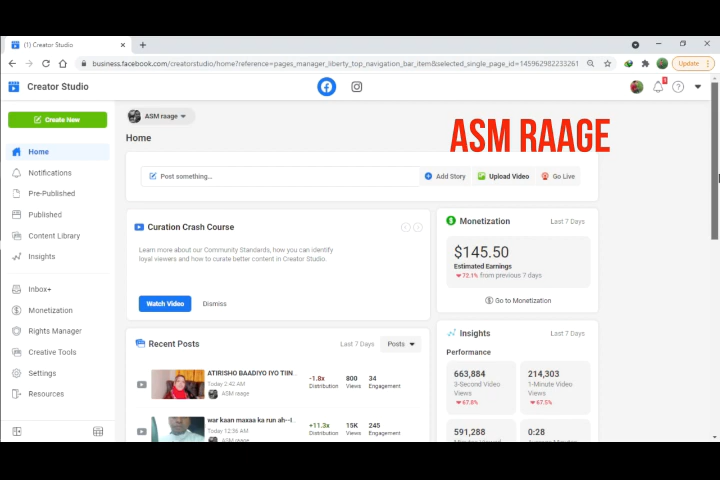 (1) Creator Studio
business.facebook.com/creatorstudio/home?reference=pages_manager_liberty_top_navigation_bar_item&selected_single_page_id=145962982233261
Update
Creator Studio
Create New
Home
Notifications
Pre-Published
Published
Content Library
Insights
Inbox+
Monetization
Rights Manager
Creative Tools
Settings
Resources
ASM raage
ASM RAAGE
Home
Post something...
Add Story
Upload Video
Go Live
Curation Crash Course
Learn more about our Community Standards, how you can identify
loyal viewers and how to curate better content in Creator Studio.
Watch Video
Dismiss
Monetization
Last 7 Days
$145.50
Estimated Earnings
72.1% from previous 7 days
Go to Monetization
Recent Posts
Last 7 Days
Posts
ATIRISHO BAADIYO IYO TIIN...
Today 2:42 AM
ASM raage
-1.8x
Distribution
800
Views
34
Engagement
war kaan maxaa ka run ah--I...
Today 12:36 AM
ASM raage
+11.3x
Distribution
15K
Views
245
Engagement
Insights
Last 7 Days
Performance
663,884
3-Second Video
Views
67.8%
214,303
1-Minute Video
Views
67.5%
591,288
0:28